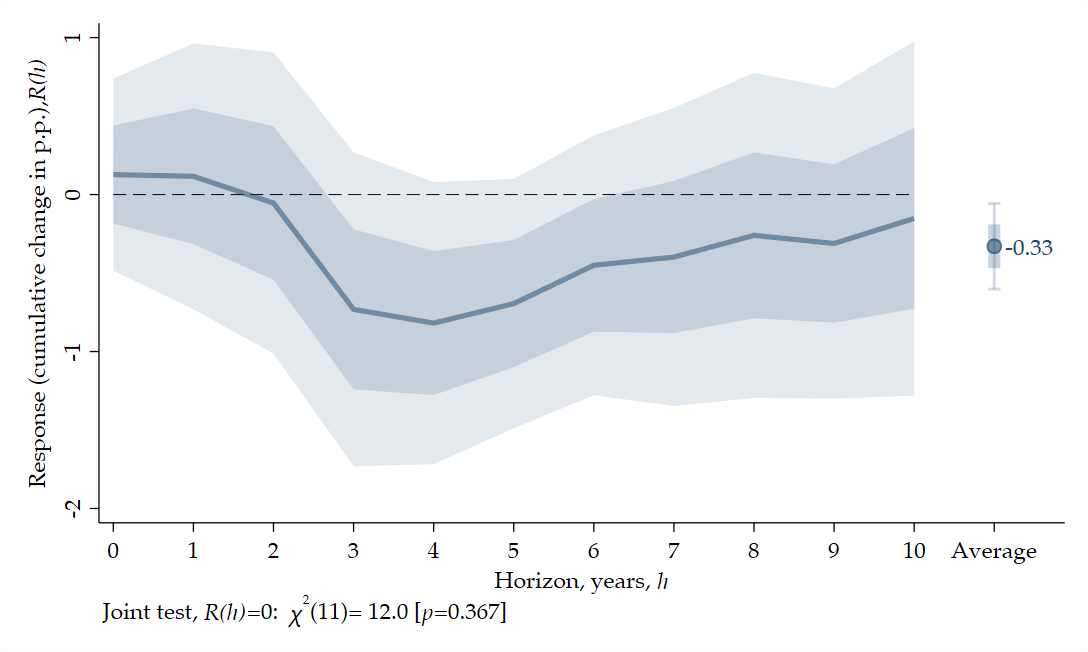 Response (cumulative change in p.p.),R(h)
1
0
-1
-2
-0.33
0 1 2 3 4 5 6 7 8 9 10 Average
Horizon, years, h
Joint test, R(h)=0: χ²(11)= 12.0 [p=0.367]